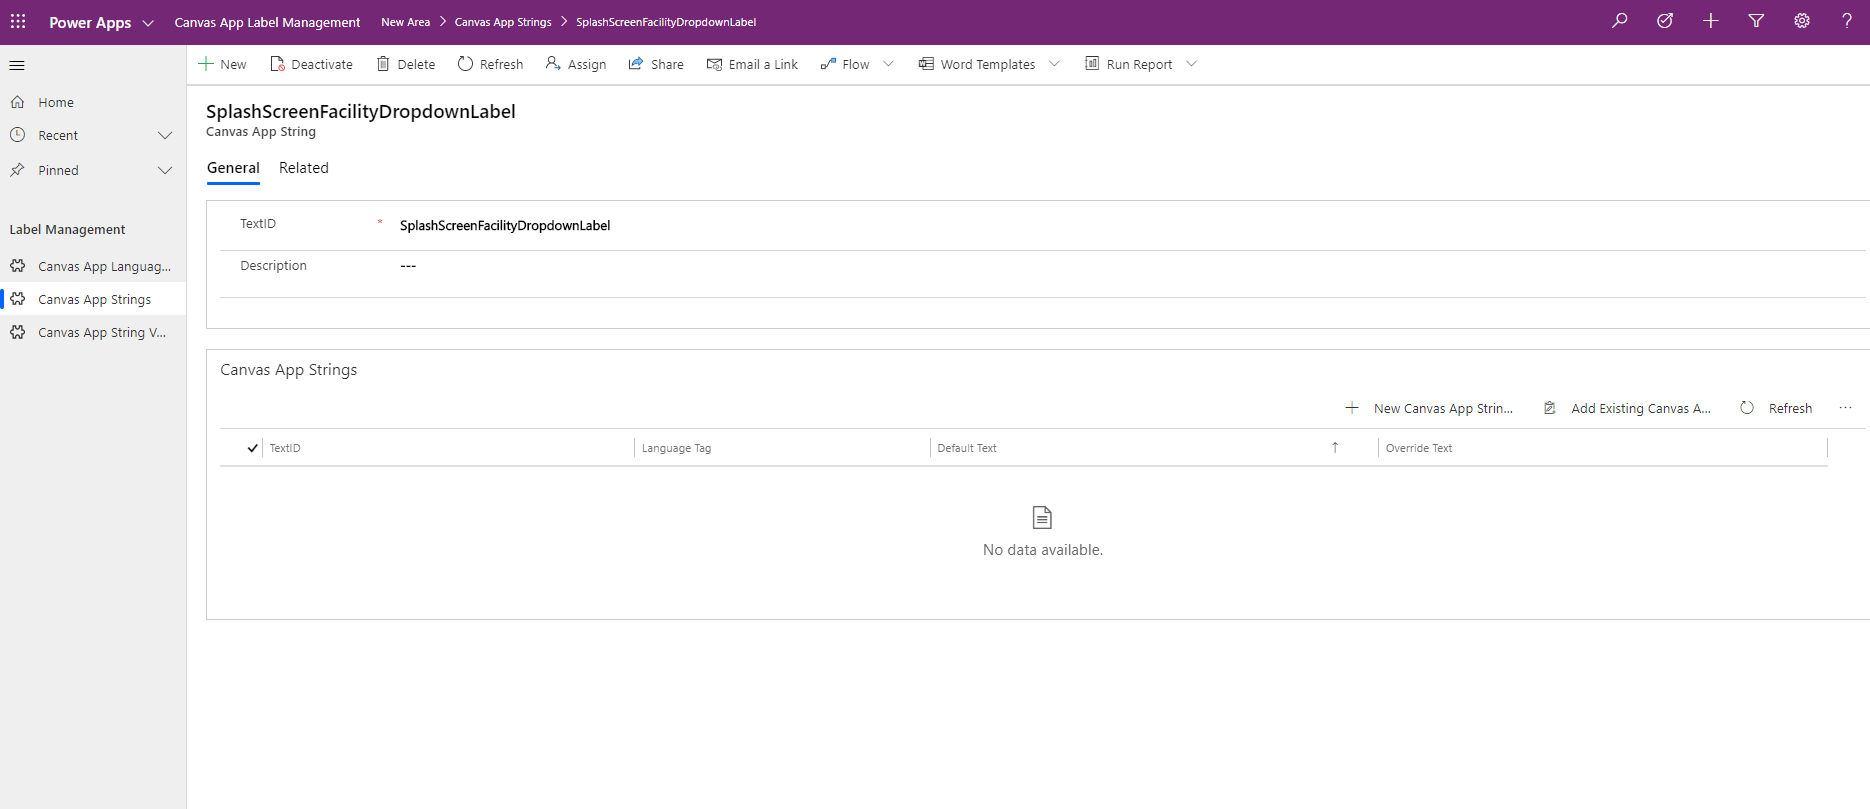 Power Apps Canvas App Label Management New Area Canvas App Strings SplashScreenFacilityDropdownLabel ?
New Deactivate Delete Refresh Assign Share Email a Link Flow Word Templates Run Report
Home
Recent
Pinned
Label Management
Canvas App Languag...
Canvas App Strings
Canvas App String V...
SplashScreenFacilityDropdownLabel
Canvas App String
General Related
TextID * SplashScreenFacilityDropdownLabel
Description ---
Canvas App Strings
New Canvas App Strin... Add Existing Canvas A... Refresh ...
TextID Language Tag Default Text ↑ Override Text
No data available.